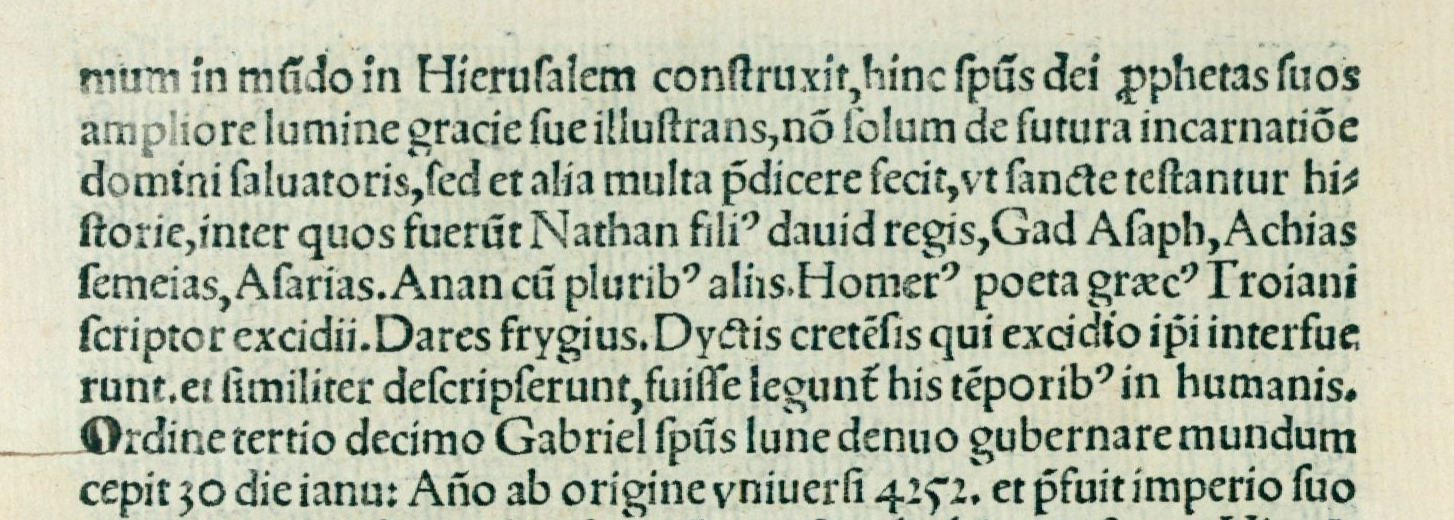 mum in mūdo in Hieruſalem conſtruxit,hinc ſpūs dei ꝓphetas ſuos
ampliore lumine gracie ſue illuſtrans,nō ſolum de futura incarnatiōe
domini ſaluatoris,ſed et alia multa p̄dicere fecit,vt ſancte teſtantur hi⸗
ſtorie,inter quos fuerūt Nathan filiꝰ dauid regis,Gad Aſaph,Achias
ſemeias,Aſarias.Anan cū pluribꝰ aliis.Homerꝰ poeta græcꝰ Troiani
ſcriptor excidii.Dares frygius.Dyctis cretēſis qui excidio ip̄i interfue
runt.et ſimiliter deſcripſerunt,fuiſſe legunt̄ his tēporibꝰ in humanis.
Ordine tertio decimo Gabriel ſpūs lune denuo gubernare mundum
cepit 30 die ianu: Año ab origine vniuerſi 4252. et p̄fuit imperio ſuo